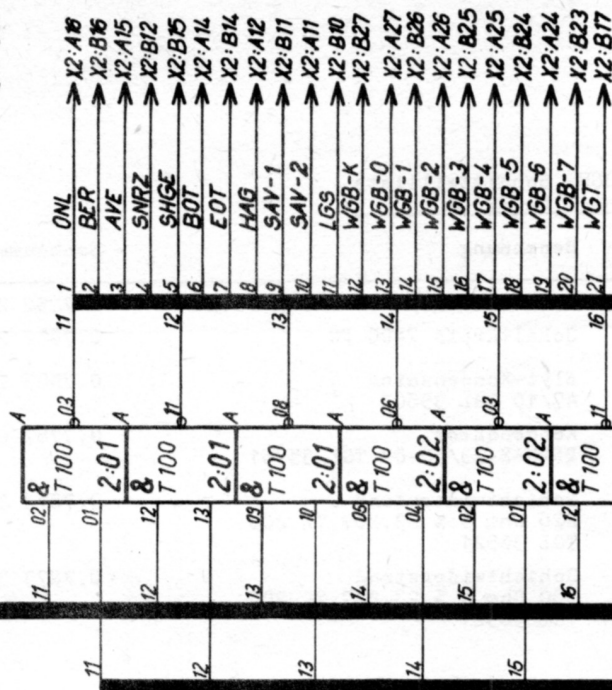 X2:A18
X2:B16
X2:A15
X2:B12
X2:B15
X2:A14
X2:B14
X2:A12
X2:B11
X2:A11
X2:B10
X2:B27
X2:A27
X2:B26
X2:A26
X2:B25
X2:A25
X2:B24
X2:A24
X2:B23
X2:B17
ONL
BER
AVE
SNRZ
SHGE
BOT
EOT
HAG
SAV-1
SAV-2
LGS
WGB-K
WGB-0
WGB-1
WGB-2
WGB-3
WGB-4
WGB-5
WGB-6
WGB-7
WGT
1
2
3
4
5
6
7
8
9
10
11
12
13
14
15
16
17
18
19
20
21
11
12
13
14
15
16
A
03
A
11
A
08
A
06
A
03
A
11
&
T 100
2:01
&
T 100
2:01
&
T 100
2:01
&
T 100
2:02
&
T 100
2:02
&
T 100
02
01
12
13
09
10
05
04
02
01
12
11
12
13
14
15
16
11
12
13
14
15